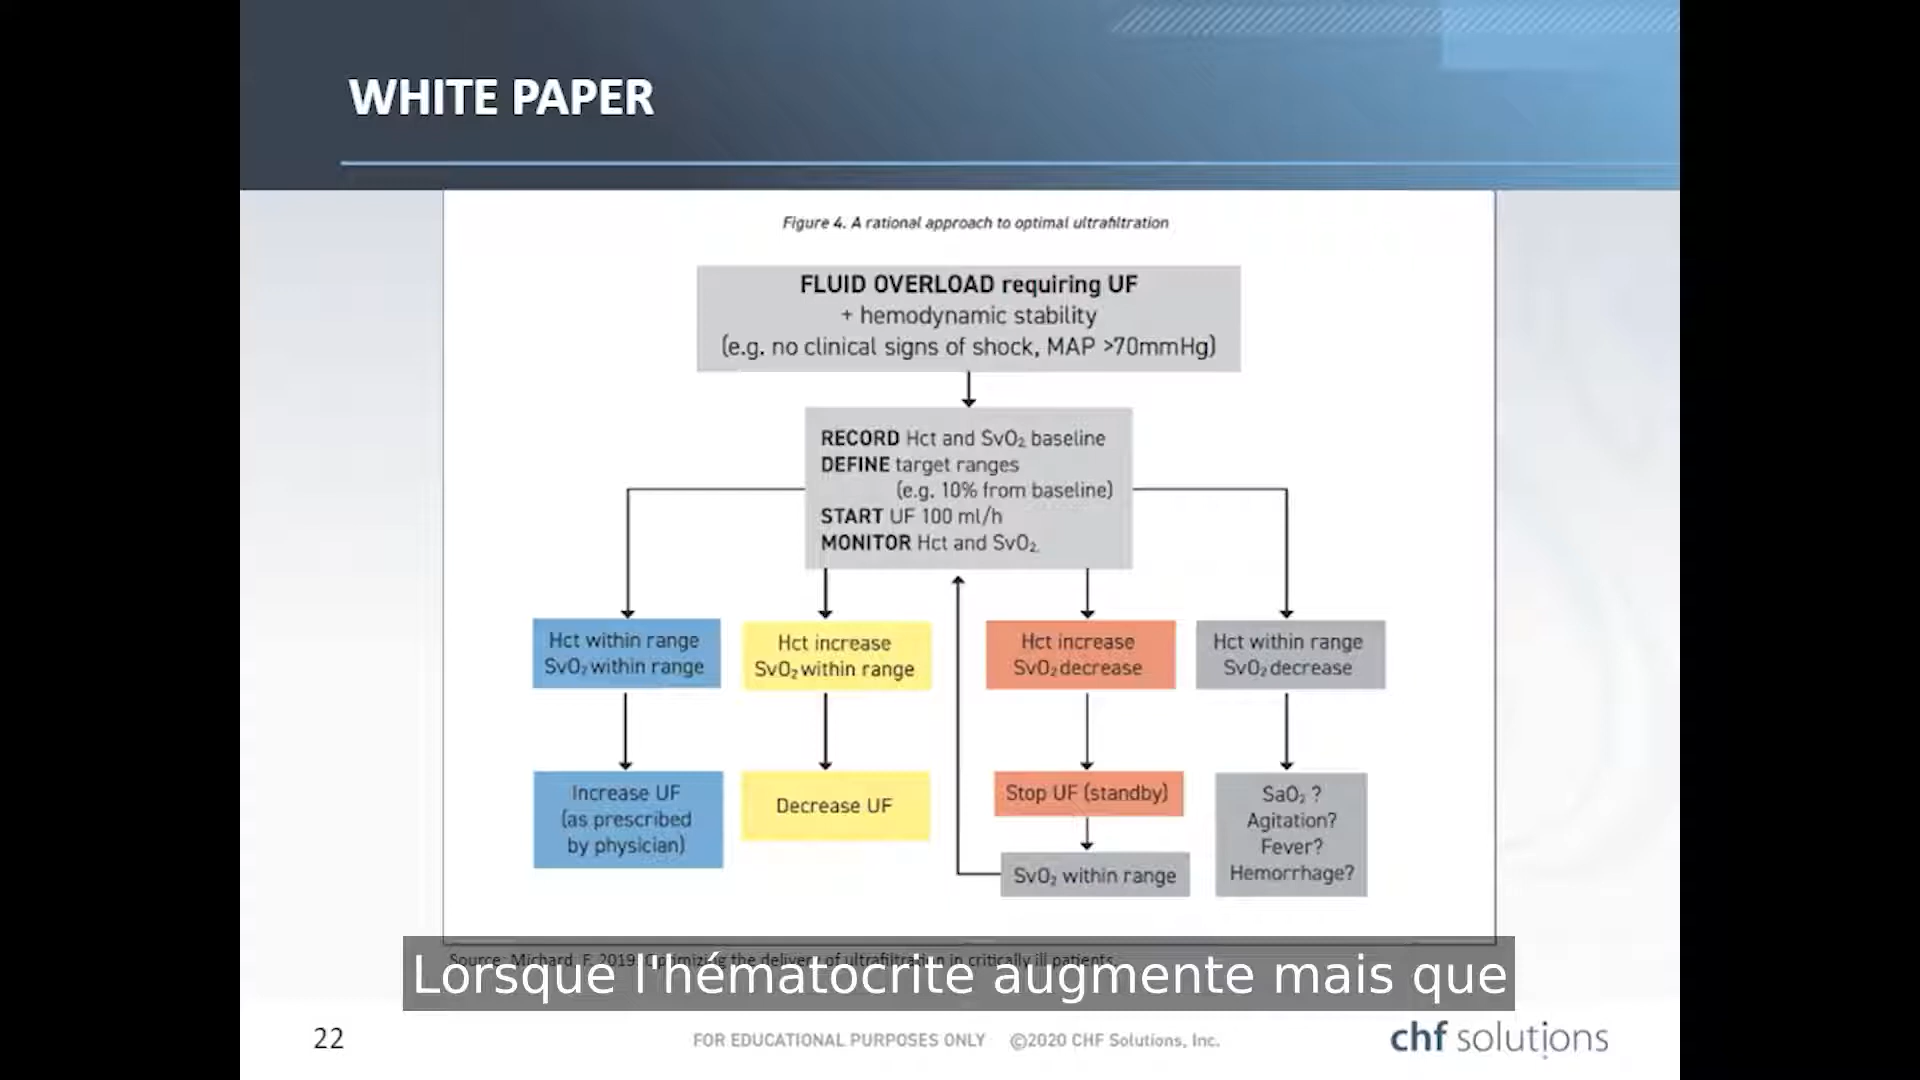 WHITE PAPER
Figure 4. A rational approach to optimal ultrafiltration
FLUID OVERLOAD requiring UF
+ hemodynamic stability
(e.g. no clinical signs of shock, MAP >70mmHg)
RECORD Hct and SvO₂ baseline
DEFINE target ranges
(e.g. 10% from baseline)
START UF 100 ml/h
MONITOR Hct and SvO₂
Hct within range
SvO₂ within range
Hct increase
SvO₂ within range
Hct increase
SvO₂ decrease
Hct within range
SvO₂ decrease
Increase UF
(as prescribed
by physician)
Decrease UF
Stop UF (standby)
SvO₂ within range
SaO₂ ?
Agitation?
Fever?
Hemorrhage?
Source: Michard, F. 2019. Optimizing the delivery of ultrafiltration in critically ill patients.
Lorsque l'hématocrite augmente mais que
22
FOR EDUCATIONAL PURPOSES ONLY ©2020 CHF Solutions, Inc.
chf solutions